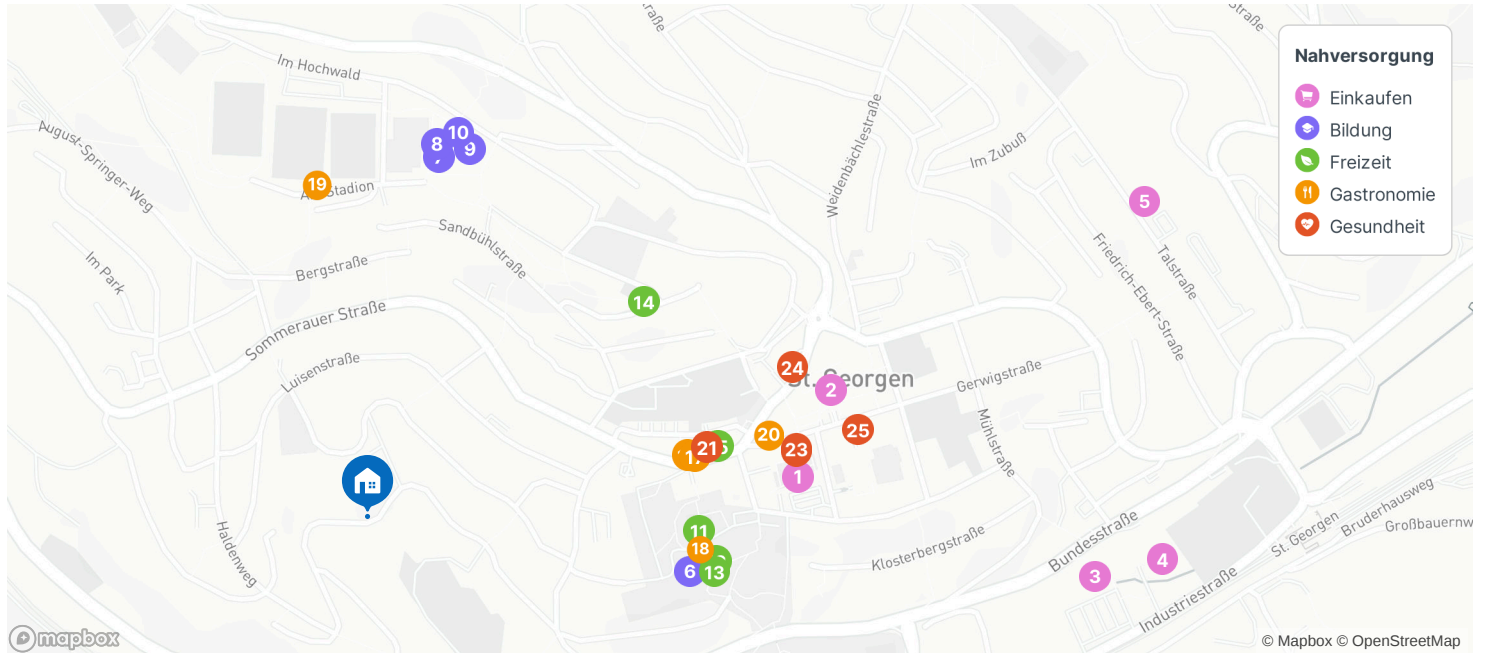 Im Hochwald
August-Springer-Weg
Weidenbächlestraße
Im Zubuß
Nahversorgung
Einkaufen
Bildung
Freizeit
Gastronomie
Gesundheit
10
8
9
19
Stadion
5
Sandbühlstraße
Bergstraße
Im Park
Friedrich-Ebert-Straße
Talstraße
Sommerauer Straße
14
Luisenstraße
24
St. Georgen
2
Gerwigstraße
Mühlstraße
25
20
21
23
1
Haldenweg
11
18
6
13
Klosterbergstraße
Bundesstraße
3
4
Industriestraße
St. Georgen
Bruderhausweg
Großbauernw
mapbox
© Mapbox © OpenStreetMap